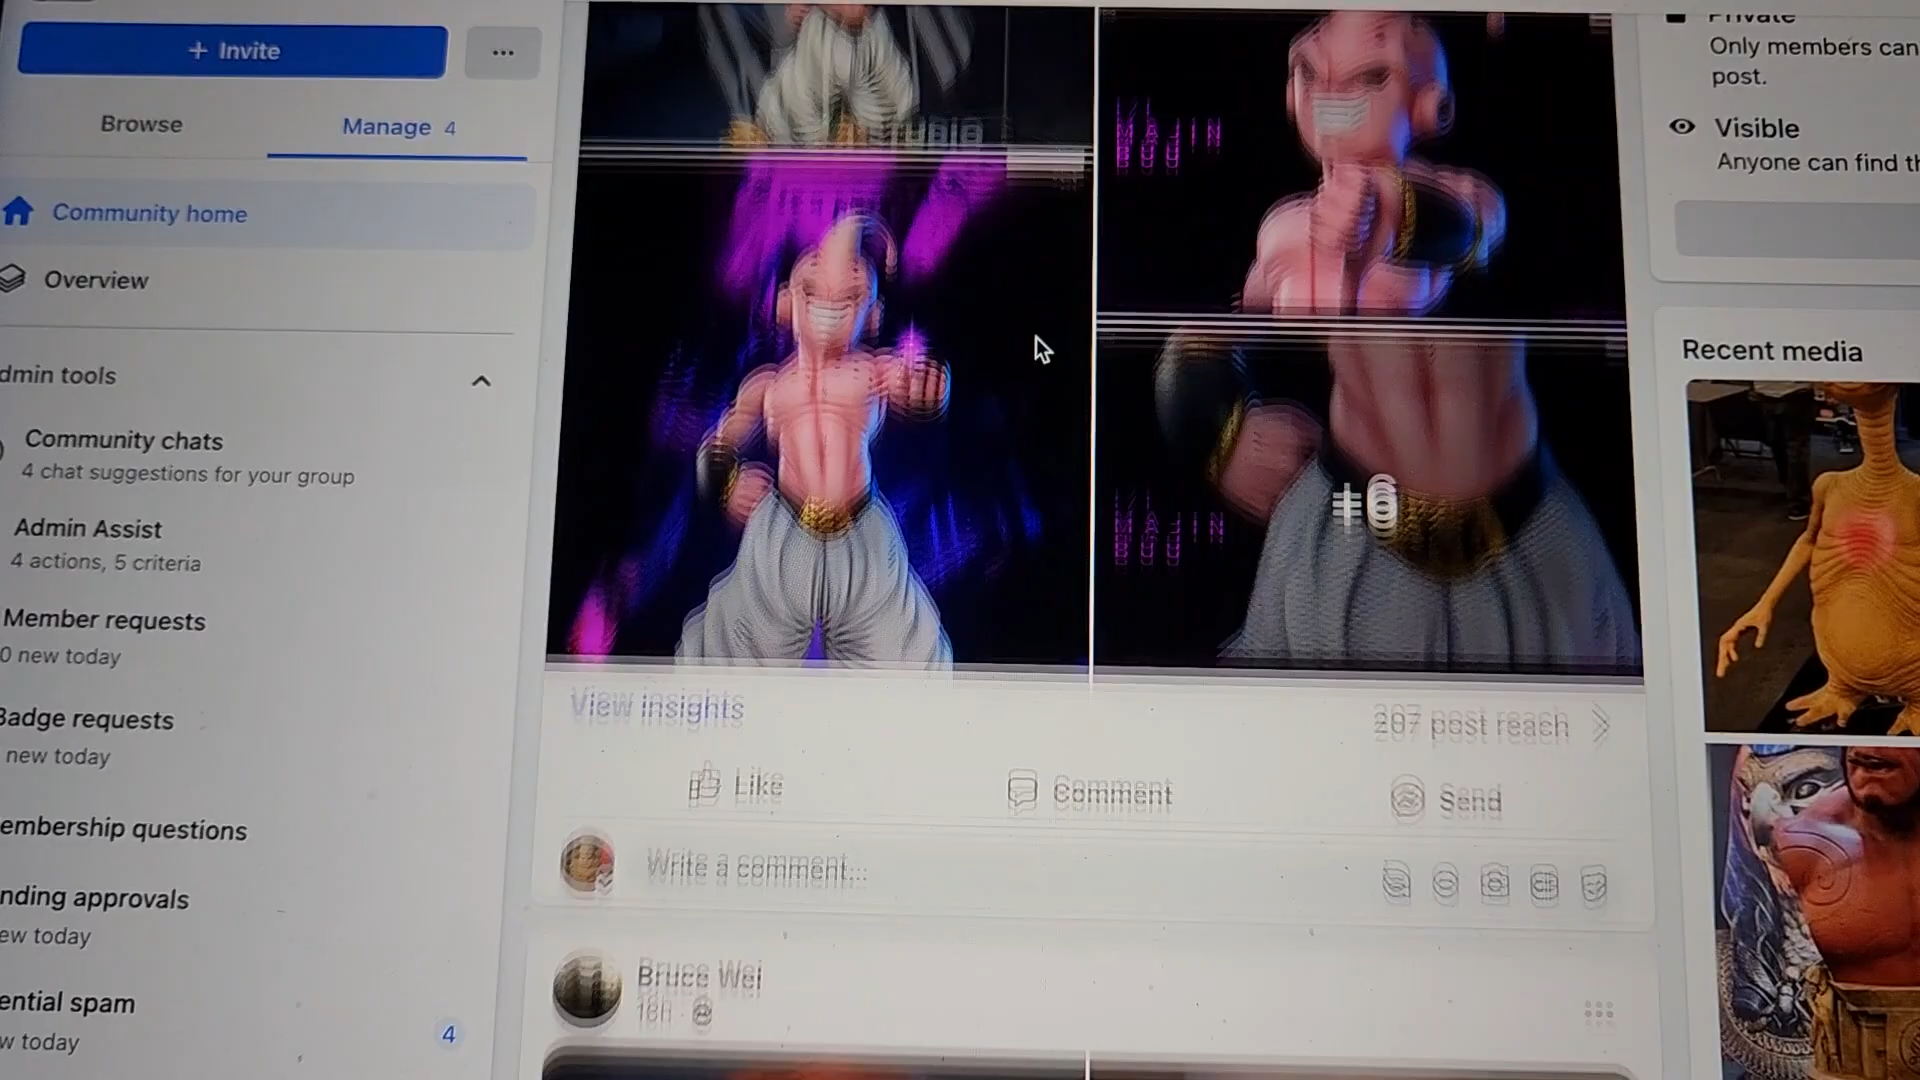 + Invite
...
Browse
Manage 4
Community home
Overview
dmin tools
Community chats
4 chat suggestions for your group
Admin Assist
4 actions, 5 criteria
Member requests
0 new today
Badge requests
new today
embership questions
nding approvals
ew today
ential spam
w today
4
MAJIN
BUU
MAJIN
BUU
+6
View insights
207 post reach
Like
Comment
Send
Write a comment...
Bruce Wei
18h
Private
Only members can
post.
Visible
Anyone can find th
Recent media